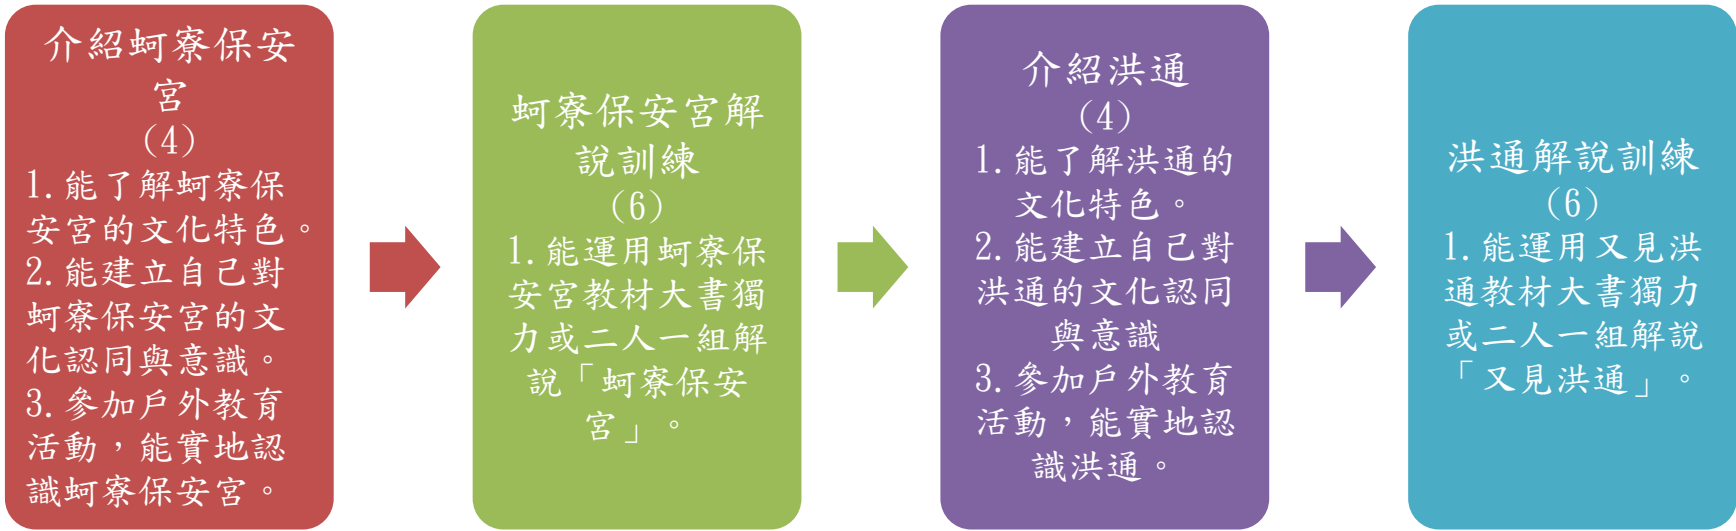 介紹蚵寮保安
宮
(4)
1.能了解蚵寮保
安宮的文化特色。
2.能建立自己對
蚵寮保安宮的文
化認同與意識。
3.參加戶外教育
活動，能實地認
識蚵寮保安宮。
蚵寮保安宮解
說訓練
(6)
1.能運用蚵寮保
安宮教材大書獨
力或二人一組解
說「蚵寮保安
宮」。
介紹洪通
(4)
1.能了解洪通的
文化特色。
2.能建立自己對
洪通的文化認同
與意識
3.參加戶外教育
活動，能實地認
識洪通。
洪通解說訓練
(6)
1.能運用又見洪
通教材大書獨力
或二人一組解說
「又見洪通」。